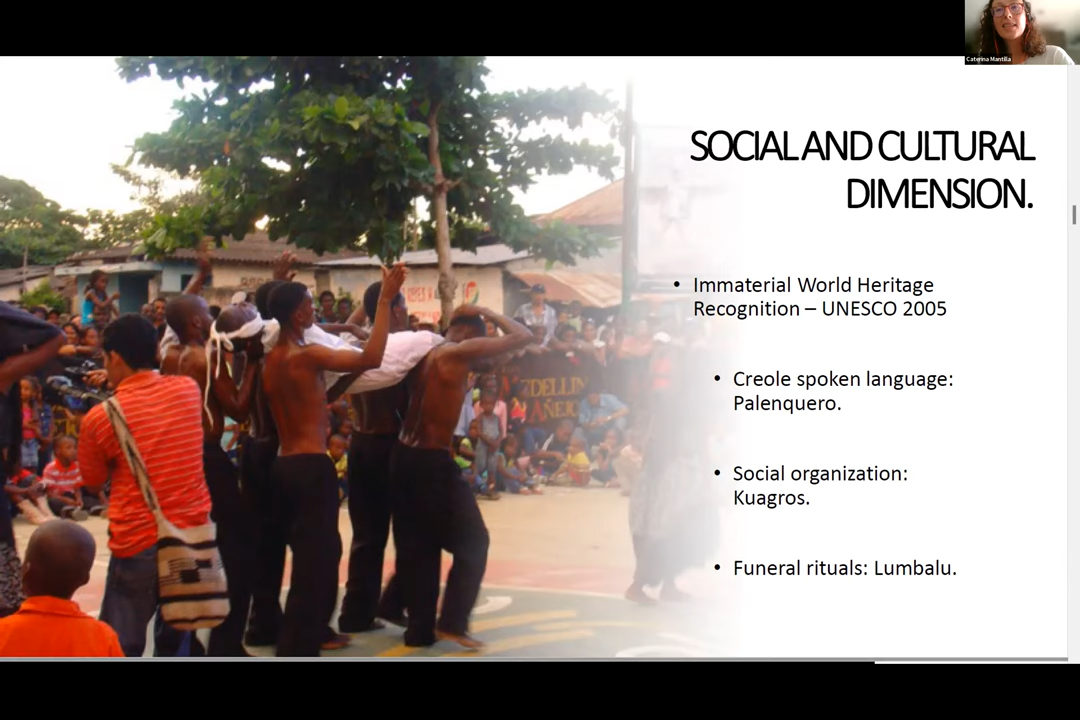 Caterina Mantilla
SOCIAL AND CULTURAL
DIMENSION.
• Immaterial World Heritage
Recognition – UNESCO 2005
• Creole spoken language:
Palenquero.
• Social organization:
Kuagros.
• Funeral rituals: Lumbalu.
AÑEJO